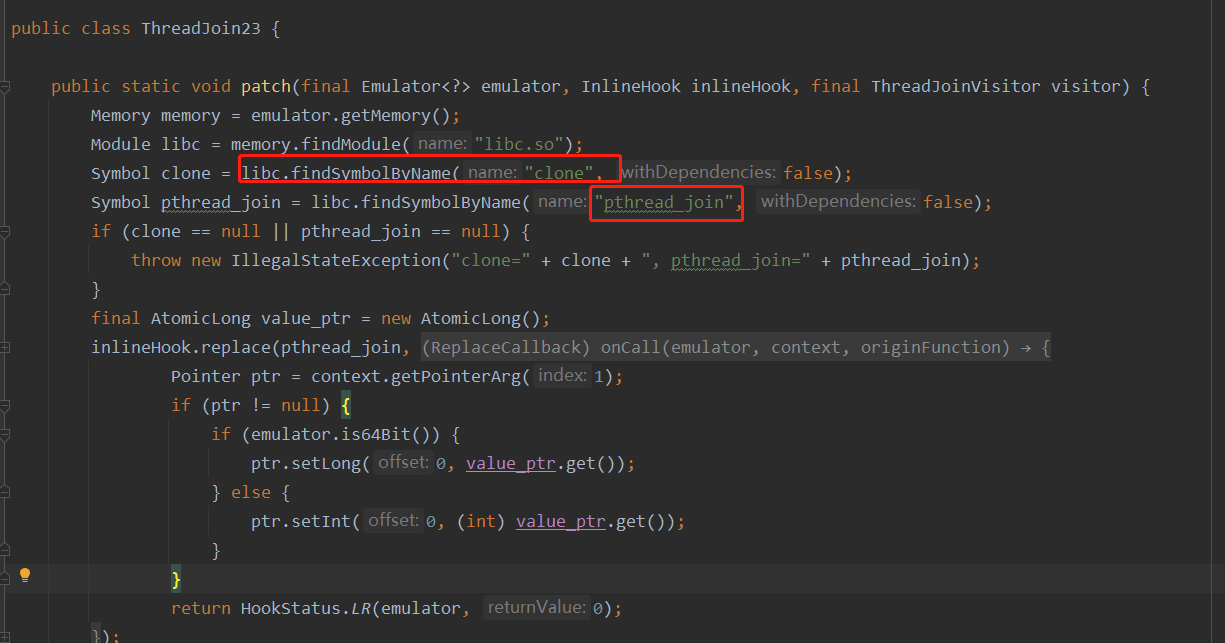 public class ThreadJoin23 {
public static void patch(final Emulator<?> emulator, InlineHook inlineHook, final ThreadJoinVisitor visitor) {
Memory memory = emulator.getMemory();
Module libc = memory.findModule( name: "libc.so");
Symbol clone = libc.findSymbolByName( name: "clone", withDependencies: false);
Symbol pthread_join = libc.findSymbolByName( name: "pthread_join", withDependencies: false);
if (clone == null || pthread_join == null) {
throw new IllegalStateException("clone=" + clone + ", pthread_join=" + pthread_join);
}
final AtomicLong value_ptr = new AtomicLong();
inlineHook.replace(pthread_join, (ReplaceCallback) onCall(emulator, context, originFunction) → {
Pointer ptr = context.getPointerArg( index: 1);
if (ptr != null) {
if (emulator.is64Bit()) {
ptr.setLong( offset: 0, value_ptr.get());
} else {
ptr.setInt( offset: 0, (int) value_ptr.get());
}
}
return HookStatus.LR(emulator, returnValue: 0);
});